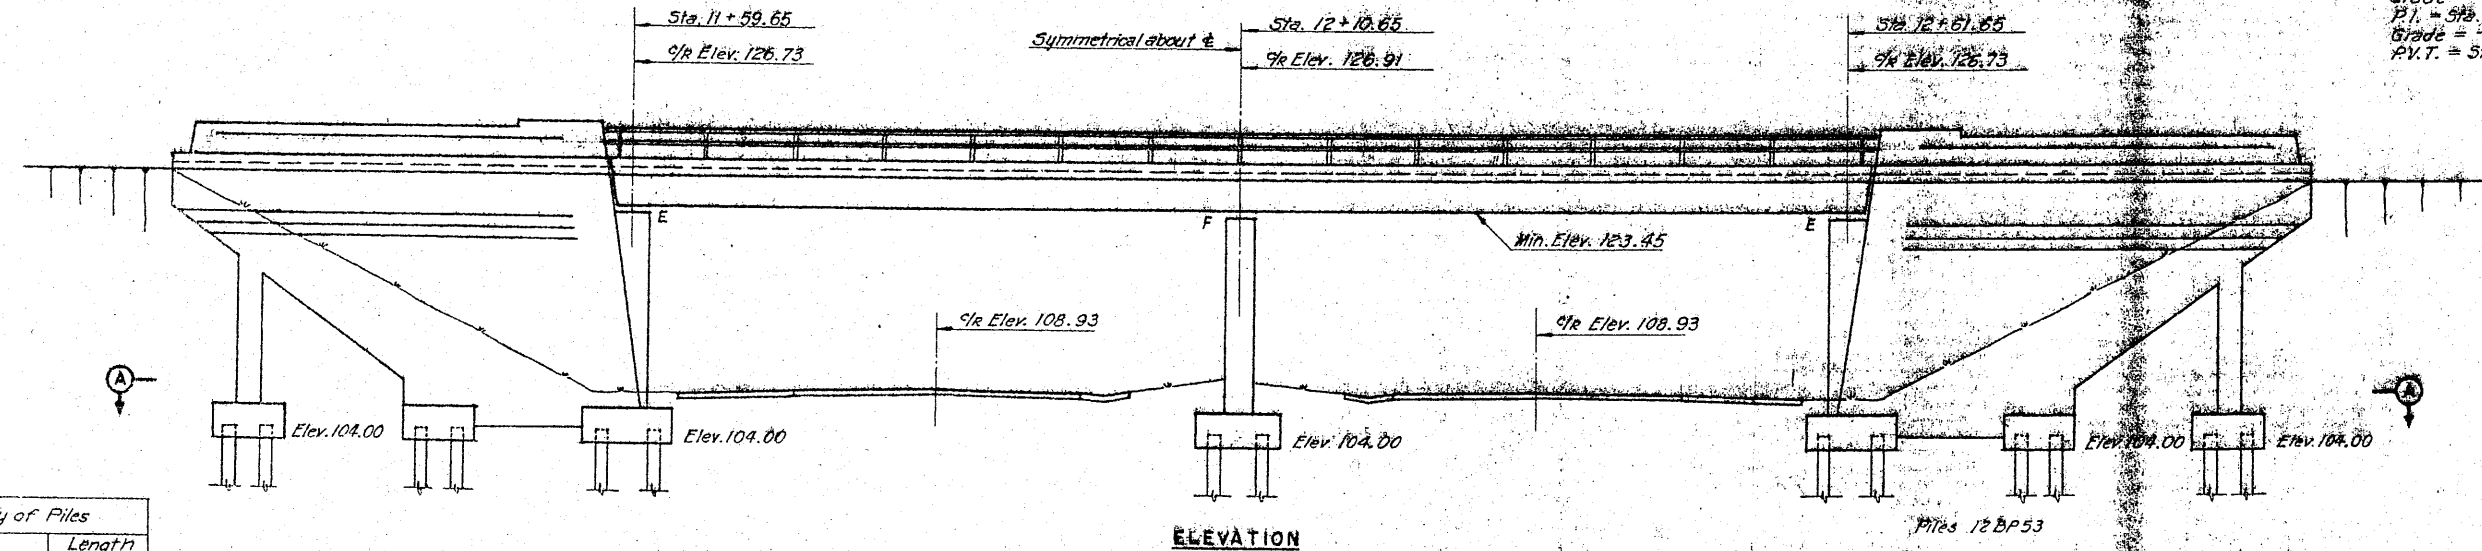 Sta. 11 + 59.65
c/R Elev. 126.73
Symmetrical about ℄
Sta. 12 + 10.65
c/R Elev. 126.91
Sta. 12 + 61.65
c/R Elev. 126.73
P.I. = Sta.
Grade =
P.V.T. =
E
F
E
Min. Elev. 123.45
c/R Elev. 108.93
c/R Elev. 108.93
A
A
Elev. 104.00
Elev. 104.00
Elev. 104.00
Elev. 104.00
Elev. 104.00
Piles 12BP53
of Piles
Length
ELEVATION